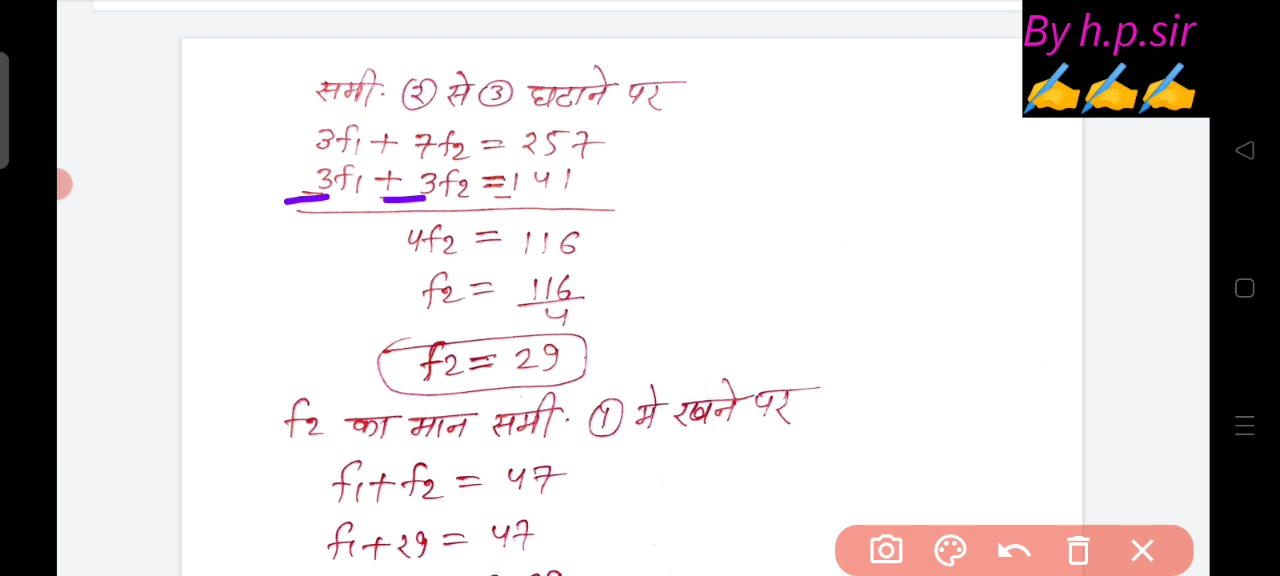 By h.p.sir
समी. ② से ③ घटाने पर
3f1 + 7f2 = 257
3f1 + 3f2 = 141
4f2 = 116
f2 = 116/4
f2 = 29
f2 का मान समी. ① मे रखने पर
f1 + f2 = 47
f1 + 29 = 47